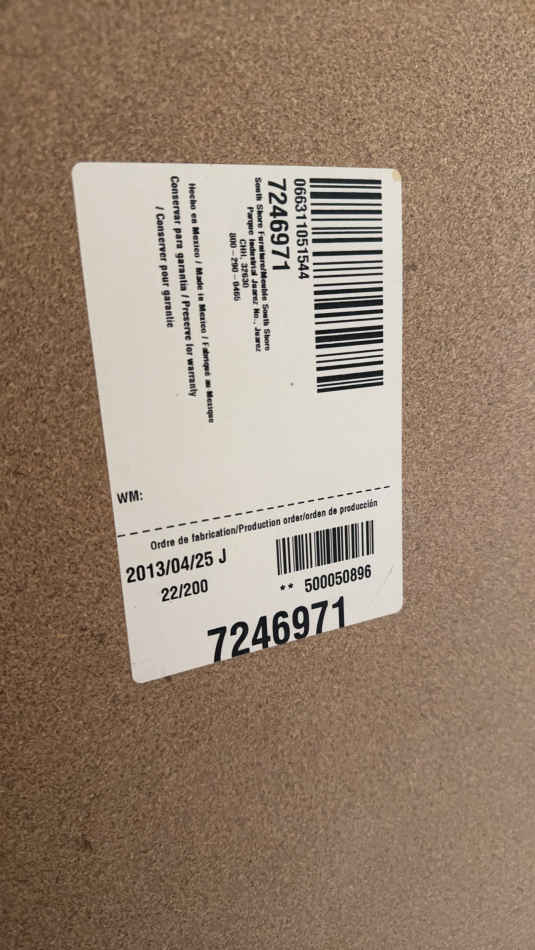 066311051544
7246971
South Shore Furniture/Meuble South Shore
Parque Industrial Juarez No., Juarez
CHH, 32630
800-290-0465
Hecho en Mexico / Made in Mexico / Fabriqué au Mexique
Conservar para garantia / Preserve for warranty
/ Conserver pour garantie
WM:
Ordre de fabrication/Production order/orden de producción
2013/04/25 J
22/200
** 500050896
7246971